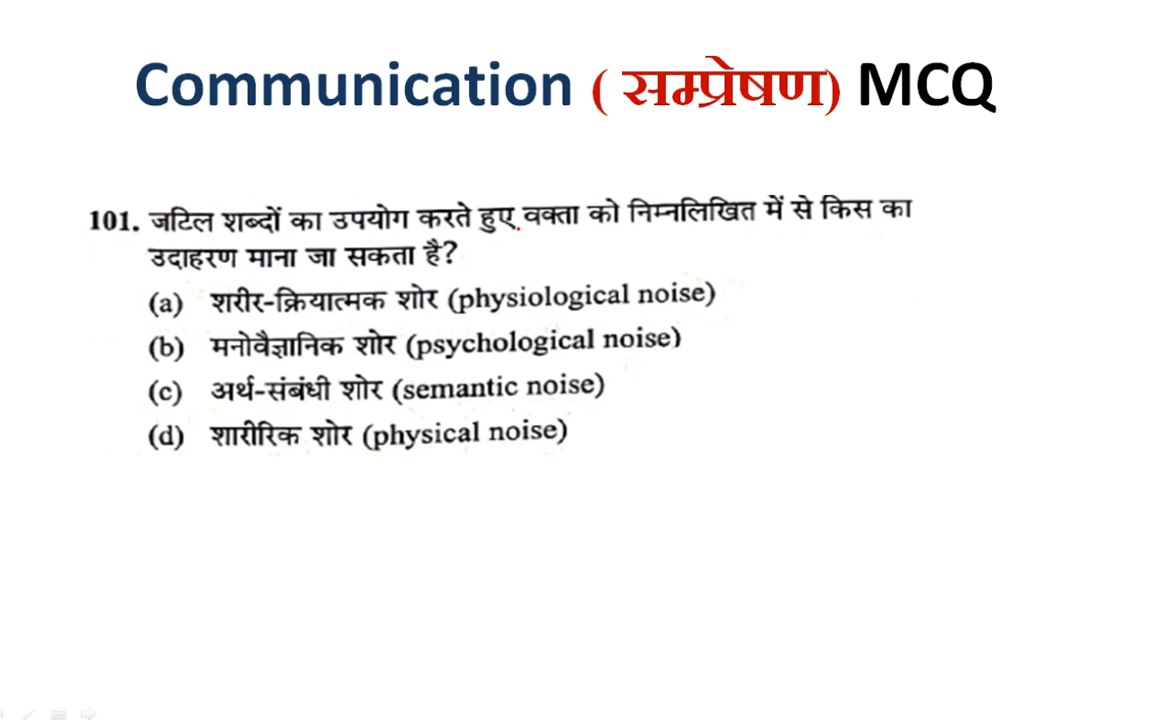 Communication ( सम्प्रेषण) MCQ
101. जटिल शब्दों का उपयोग करते हुए वक्ता को निम्नलिखित में से किस का
उदाहरण माना जा सकता है?
(a) शरीर-क्रियात्मक शोर (physiological noise)
(b) मनोवैज्ञानिक शोर (psychological noise)
(c) अर्थ-संबंधी शोर (semantic noise)
(d) शारीरिक शोर (physical noise)